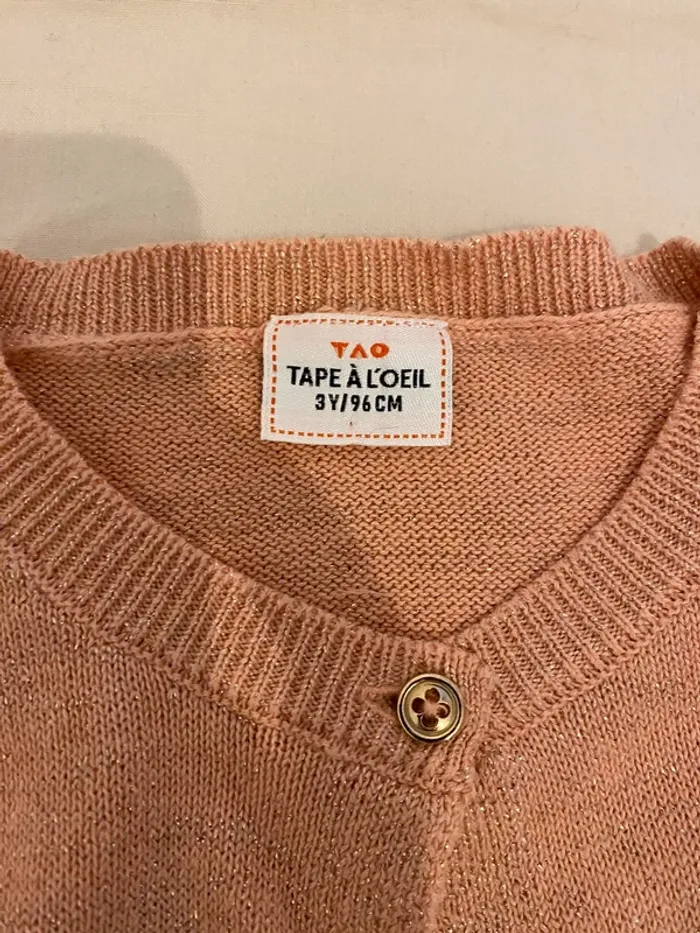 TAO
TAPE À L'OEIL
3Y/96CM